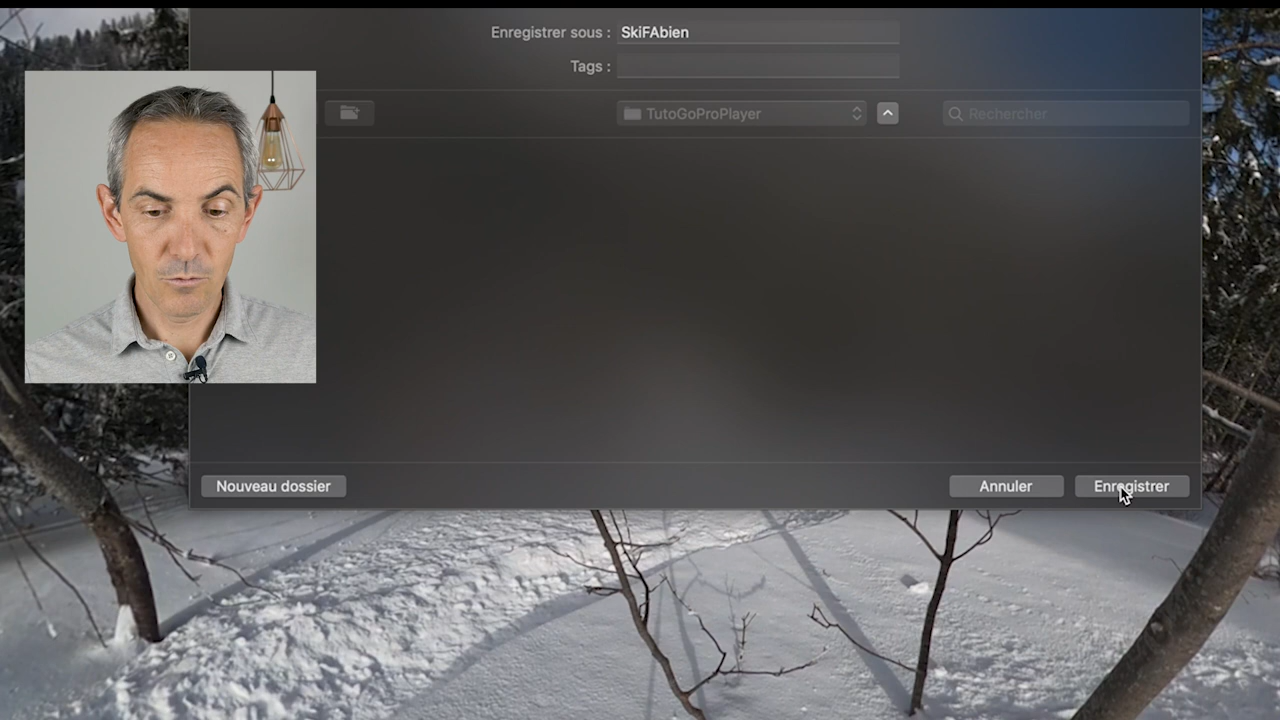 Enregistrer sous : SkiFAbien
Tags :
TutoGoProPlayer Rechercher
Nouveau dossier Annuler Enregistrer